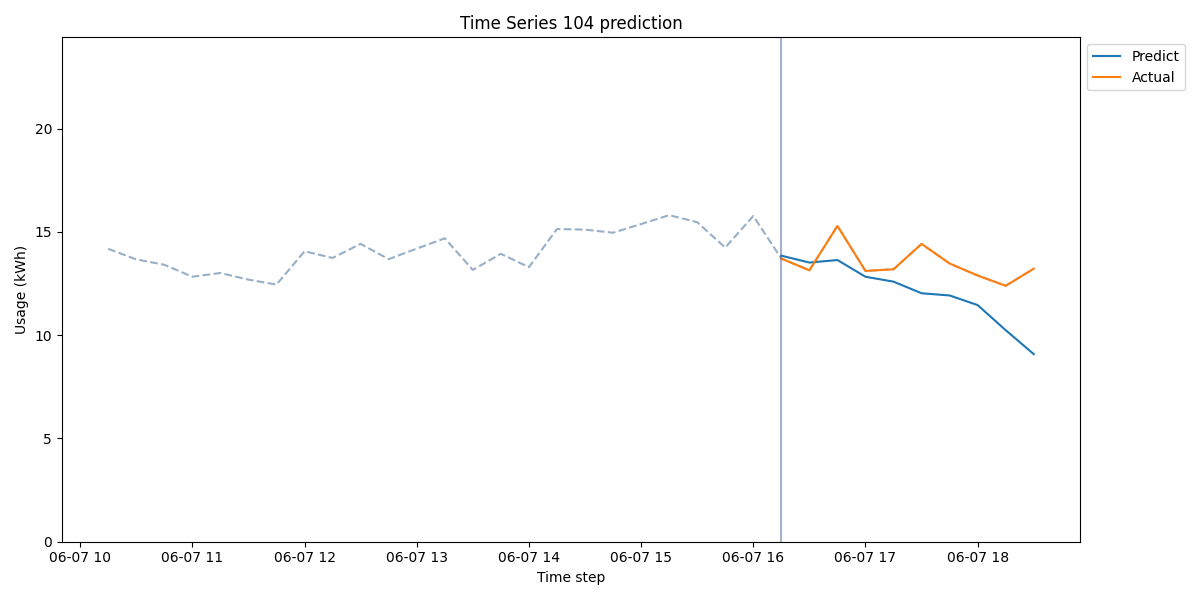 Time Series 104 prediction
Predict
Actual
Usage (kWh)
20
15
10
5
0
06-07 10 06-07 11 06-07 12 06-07 13 06-07 14 06-07 15 06-07 16 06-07 17 06-07 18
Time step